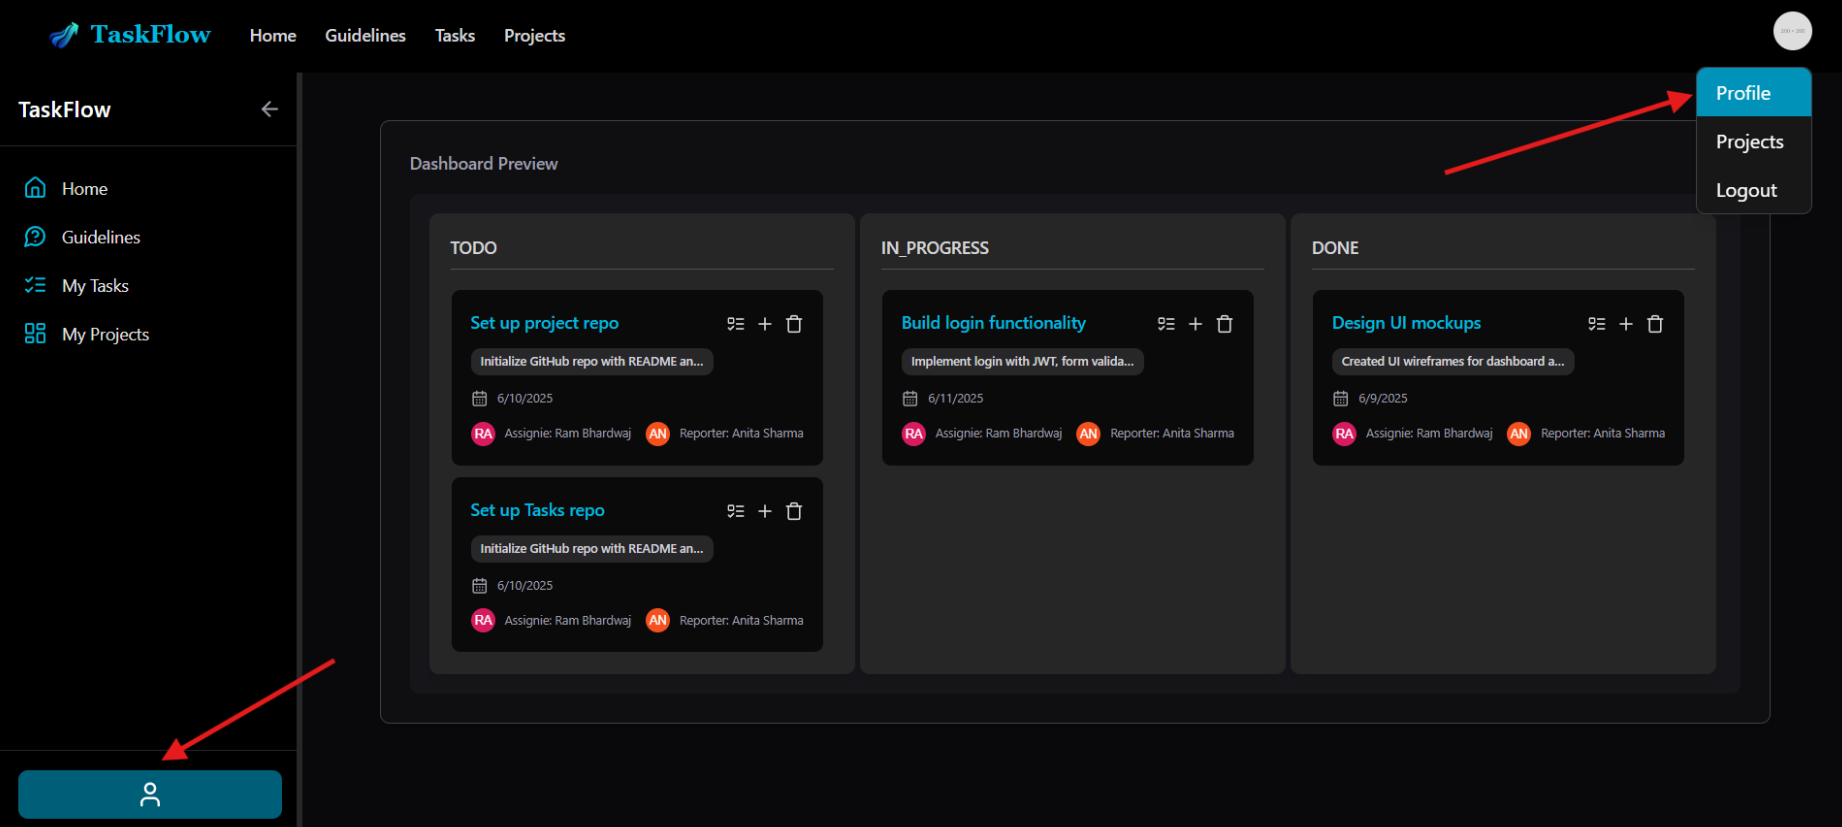 TaskFlow
Home
Guidelines
Tasks
Projects
200 × 200
Profile
Projects
Logout
TaskFlow
Home
Guidelines
My Tasks
My Projects
Dashboard Preview
TODO
Set up project repo
Initialize GitHub repo with README an...
6/10/2025
RA Assignie: Ram Bhardwaj AN Reporter: Anita Sharma
Set up Tasks repo
Initialize GitHub repo with README an...
6/10/2025
RA Assignie: Ram Bhardwaj AN Reporter: Anita Sharma
IN_PROGRESS
Build login functionality
Implement login with JWT, form valida...
6/11/2025
RA Assignie: Ram Bhardwaj AN Reporter: Anita Sharma
DONE
Design UI mockups
Created UI wireframes for dashboard a...
6/9/2025
RA Assignie: Ram Bhardwaj AN Reporter: Anita Sharma